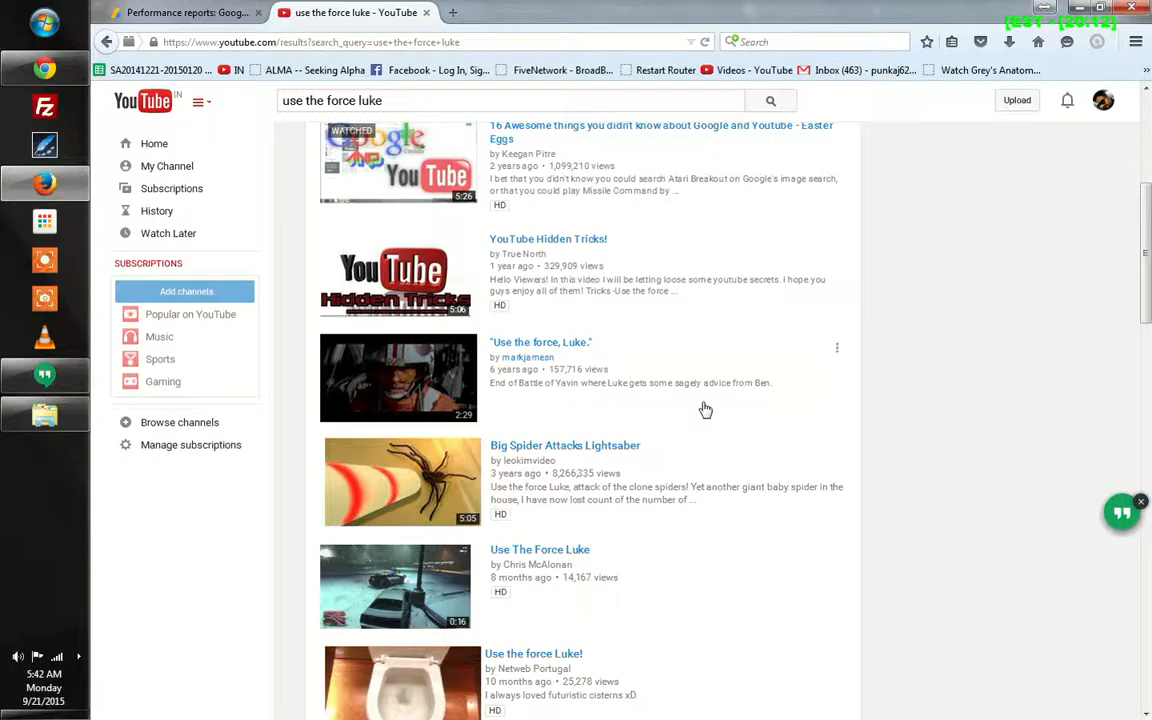 Performance reports: Goog...
use the force luke - YouTube
[EST - [20:12]
https://www.youtube.com/results?search_query=use+the+force+luke
Search
SA20141221-20150120 ...
IN
ALMA -- Seeking Alpha
Facebook - Log In, Sig...
FiveNetwork - BroadB...
Restart Router
Videos - YouTube
Inbox (463) - punkaj62...
Watch Grey's Anatom...
YouTube IN
use the force luke
Upload
Home
My Channel
Subscriptions
History
Watch Later
SUBSCRIPTIONS
Add channels
Popular on YouTube
Music
Sports
Gaming
Browse channels
Manage subscriptions
WATCHED
Google
YouTube
5:26
16 Awesome things you didn't know about Google and Youtube - Easter
Eggs
by Keegan Pitre
2 years ago • 1,099,210 views
I bet that you didn't know you could search Atari Breakout on Google's image search,
or that you could play Missile Command by ...
HD
YouTube
Hidden Tricks
5:06
YouTube Hidden Tricks!
by True North
1 year ago • 329,909 views
Hello Viewers! In this video I will be letting loose some youtube secrets. I hope you
guys enjoy all of them! Tricks -Use the force ...
HD
2:29
"Use the force, Luke."
by markjamesn
6 years ago • 157,716 views
End of Battle of Yavin where Luke gets some sagely advice from Ben.
5:05
Big Spider Attacks Lightsaber
by leokimvideo
3 years ago • 8,266,335 views
Use the force Luke, attack of the clone spiders! Yet another giant baby spider in the
house, I have now lost count of the number of ...
HD
0:16
Use The Force Luke
by Chris McAlonan
8 months ago • 14,167 views
HD
Use the force Luke!
by Netweb Portugal
10 months ago • 25,278 views
I always loved futuristic cisterns xD.
HD
5:42 AM
Monday
9/21/2015